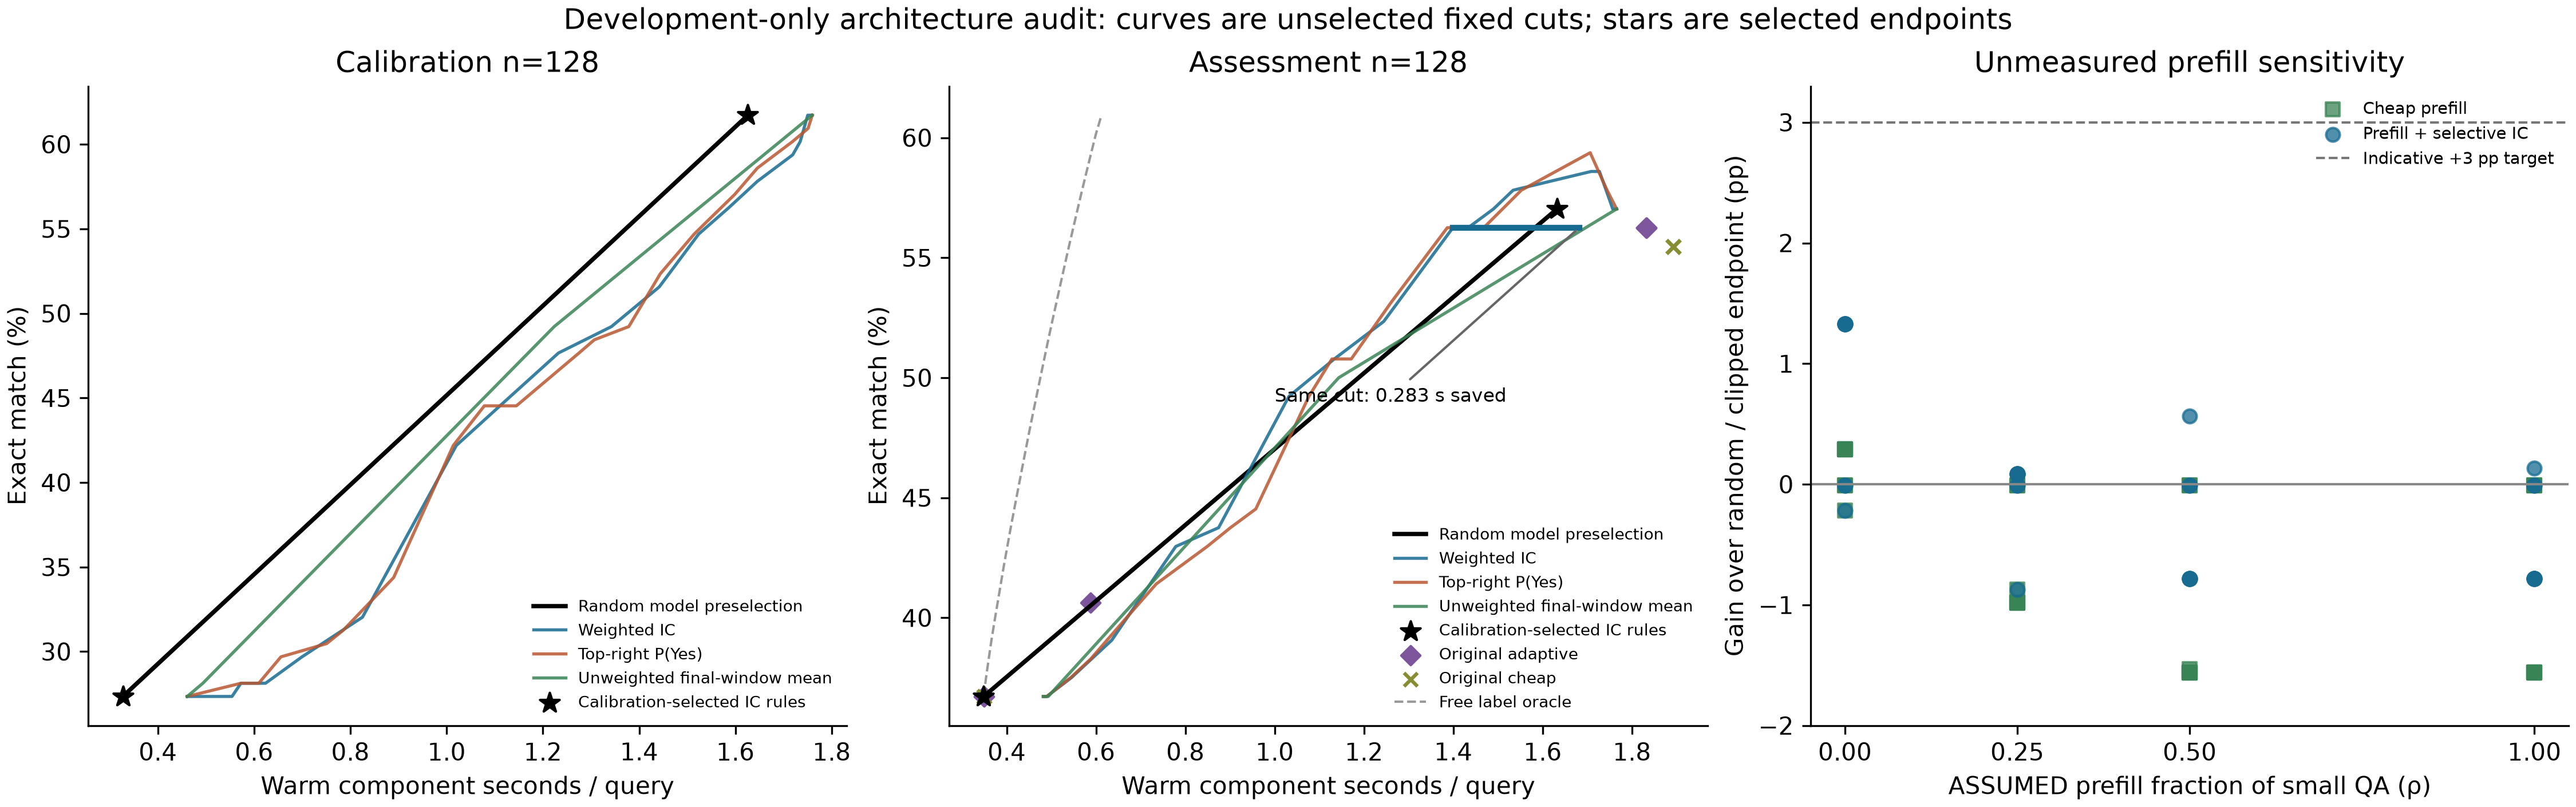 Development-only architecture audit: curves are unselected fixed cuts; stars are selected endpoints
Calibration n=128
Exact match (%)
60
55
50
45
40
35
30
0.4
0.6
0.8
1.0
1.2
1.4
1.6
1.8
Warm component seconds / query
Random model preselection
Weighted IC
Top-right P(Yes)
Unweighted final-window mean
Calibration-selected IC rules
Assessment n=128
Exact match (%)
60
55
50
45
40
0.4
0.6
0.8
1.0
1.2
1.4
1.6
1.8
Warm component seconds / query
Same cut: 0.283 s saved
Random model preselection
Weighted IC
Top-right P(Yes)
Unweighted final-window mean
Calibration-selected IC rules
Original adaptive
Original cheap
Free label oracle
Unmeasured prefill sensitivity
Gain over random / clipped endpoint (pp)
3
2
1
0
−1
−2
0.00
0.25
0.50
1.00
ASSUMED prefill fraction of small QA (ρ)
Cheap prefill
Prefill + selective IC
Indicative +3 pp target